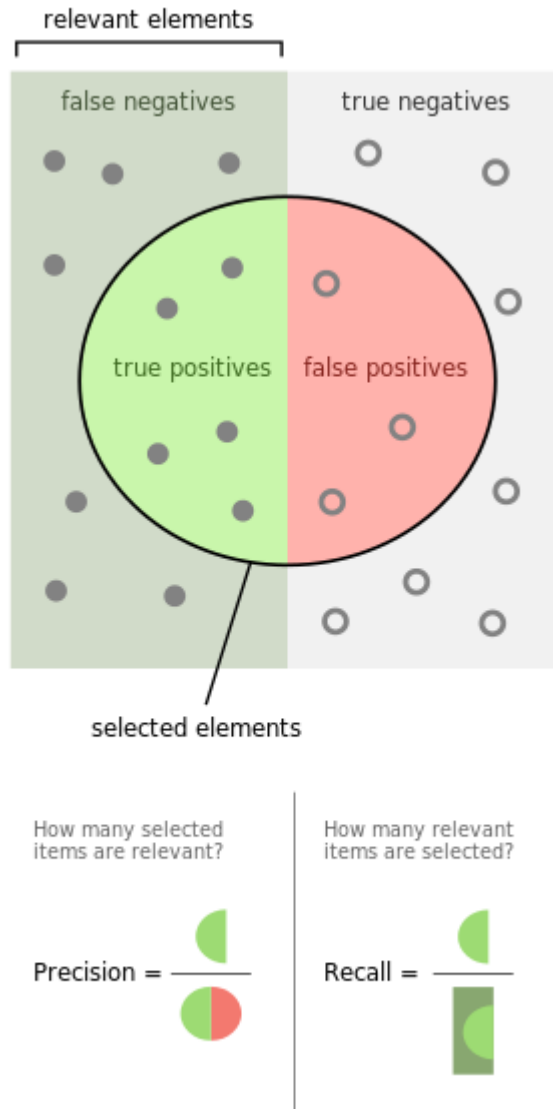 relevant elements
false negatives
true negatives
true positives
false positives
selected elements
How many selected
items are relevant?
How many relevant
items are selected?
Precision =
Recall =